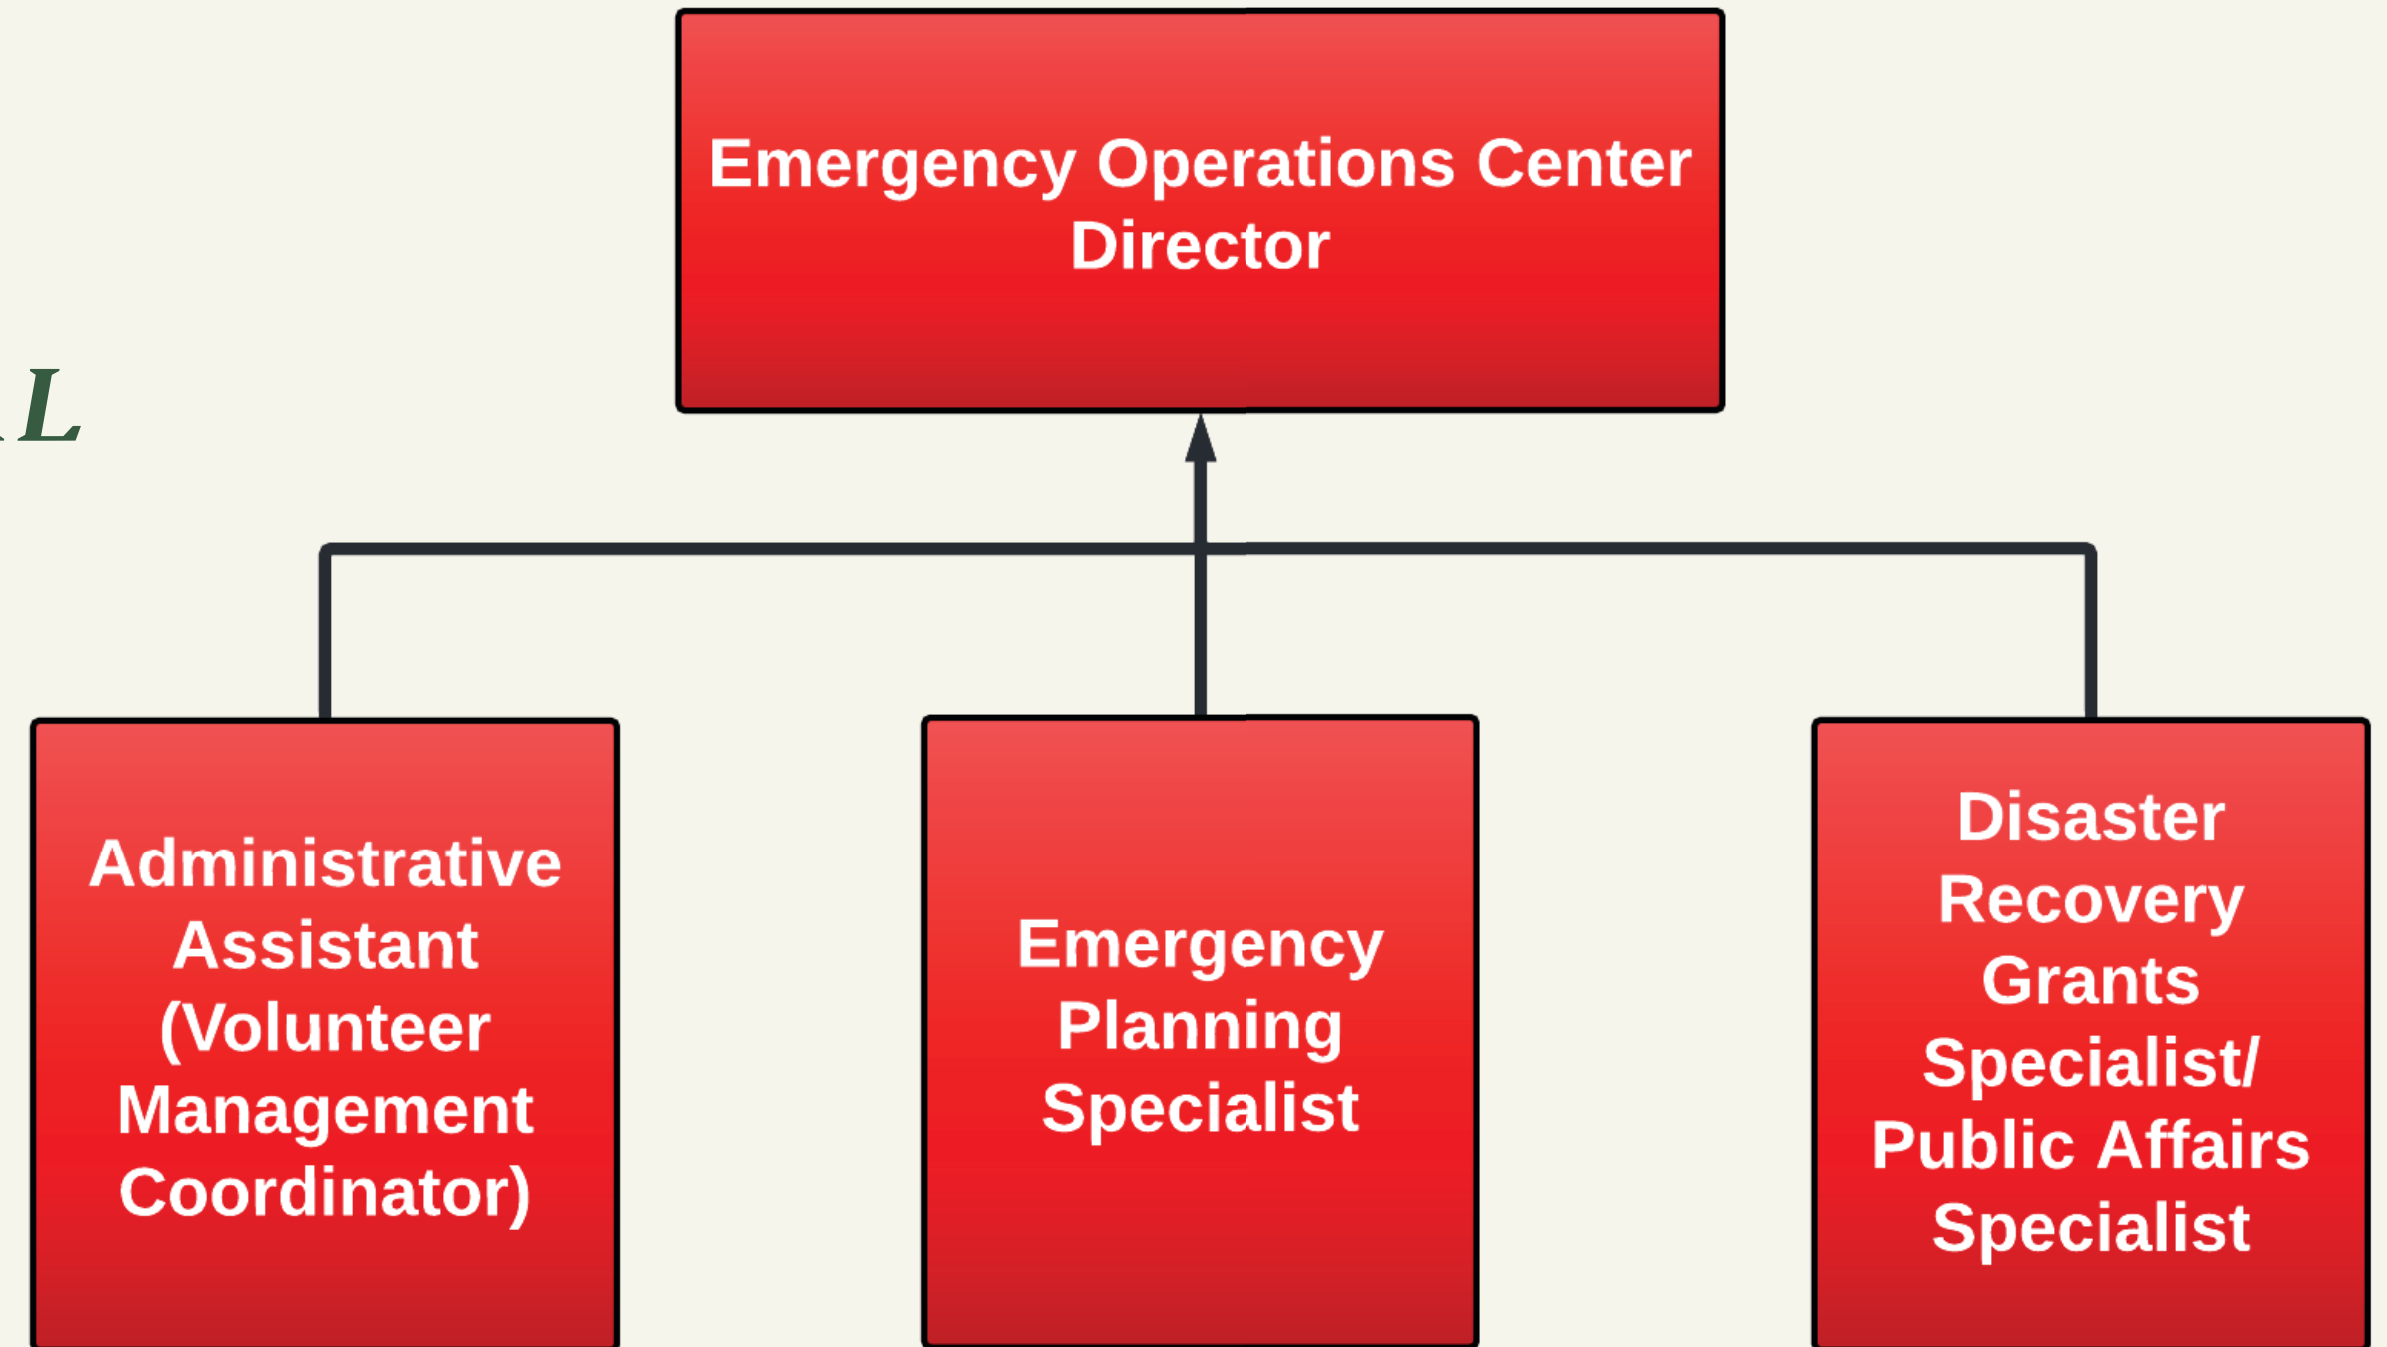 Emergency Operations Center
Director
L
Administrative
Assistant
(Volunteer
Management
Coordinator)
Emergency
Planning
Specialist
Disaster
Recovery
Grants
Specialist/
Public Affairs
Specialist